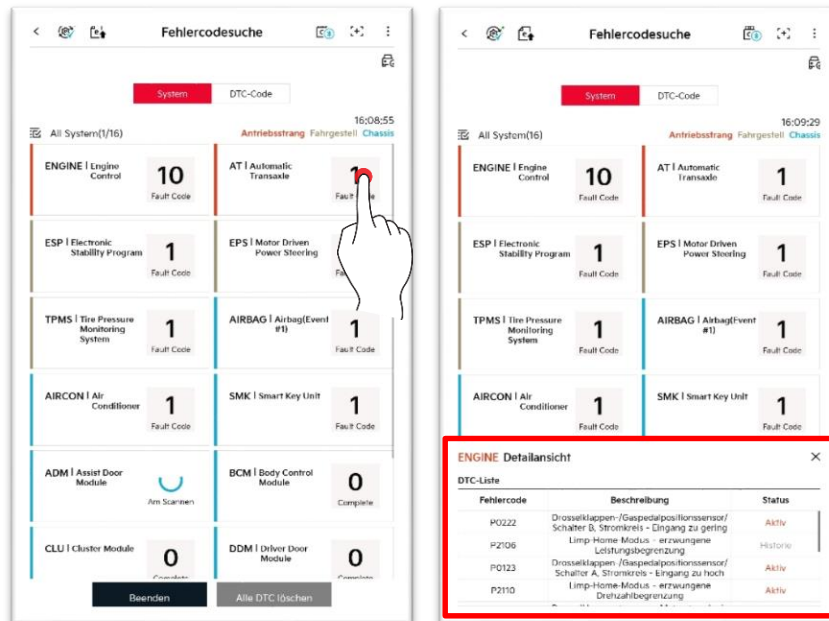 Fehlercodesuche
System DTC-Code
16:08:55
All System(1/16) Antriebsstrang Fahrgestell Chassis
ENGINE | Engine Control 10 Fault Code
AT | Automatic Transaxle 1
ESP | Electronic Stability Program 1 Fault Code
EPS | Motor Driven Power Steering
TPMS | Tire Pressure Monitoring System 1 Fault Code
AIRBAG | Airbag(Event #1) 1 Fault Code
AIRCON | Air Conditioner 1 Fault Code
SMK | Smart Key Unit 1 Fault Code
ADM | Assist Door Module Am Scannen
BCM | Body Control Module 0 Complete
CLU | Cluster Module 0 Complete
DDM | Driver Door Module 0 Complete
Beenden Alle DTC löschen
Fehlercodesuche
System DTC-Code
16:09:29
All System(16) Antriebsstrang Fahrgestell Chassis
ENGINE | Engine Control 10 Fault Code
AT | Automatic Transaxle 1 Fault Code
ESP | Electronic Stability Program 1 Fault Code
EPS | Motor Driven Power Steering 1 Fault Code
TPMS | Tire Pressure Monitoring System 1 Fault Code
AIRBAG | Airbag(Event #1) 1 Fault Code
AIRCON | Air Conditioner 1 Fault Code
SMK | Smart Key Unit 1 Fault Code
ENGINE Detailansicht
DTC-Liste
Fehlercode Beschreibung Status
P0222 Drosselklappen-/Gaspedalpositionssensor/ Schalter B, Stromkreis - Eingang zu gering Aktiv
P2106 Limp-Home-Modus - erzwungene Leistungsbegrenzung Historie
P0123 Drosselklappen-/Gaspedalpositionssensor/ Schalter A, Stromkreis - Eingang zu hoch Aktiv
P2110 Limp-Home-Modus - erzwungene Drehzahlbegrenzung Aktiv